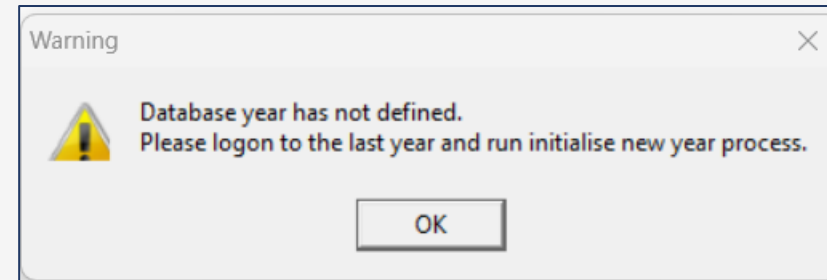 Warning
Database year has not defined.
Please logon to the last year and run initialise new year process.
OK